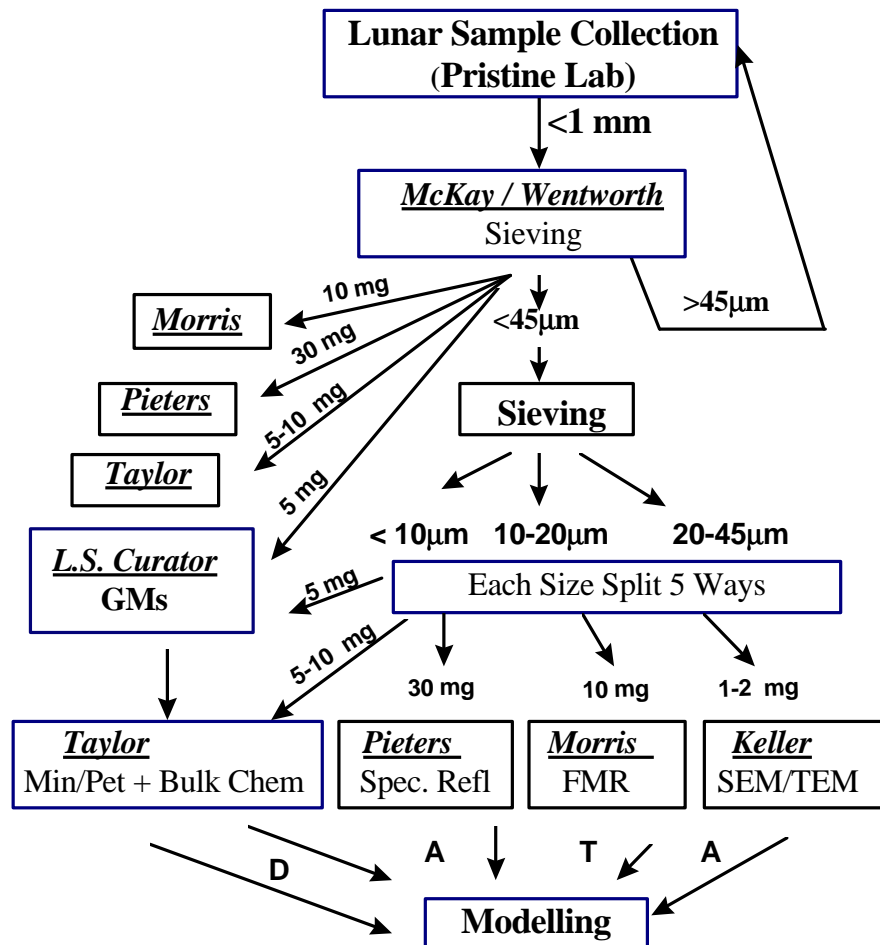 Lunar Sample Collection
(Pristine Lab)
<1 mm
McKay / Wentworth
Sieving
10 mg
>45μm
Morris
<45μm
30 mg
Pieters
Sieving
5-10 mg
Taylor
5 mg
< 10μm 10-20μm 20-45μm
L.S. Curator
GMs
5 mg
Each Size Split 5 Ways
5-10 mg
30 mg 10 mg 1-2 mg
Taylor
Min/Pet + Bulk Chem
Pieters
Spec. Refl
Morris
FMR
Keller
SEM/TEM
D A T A
Modelling